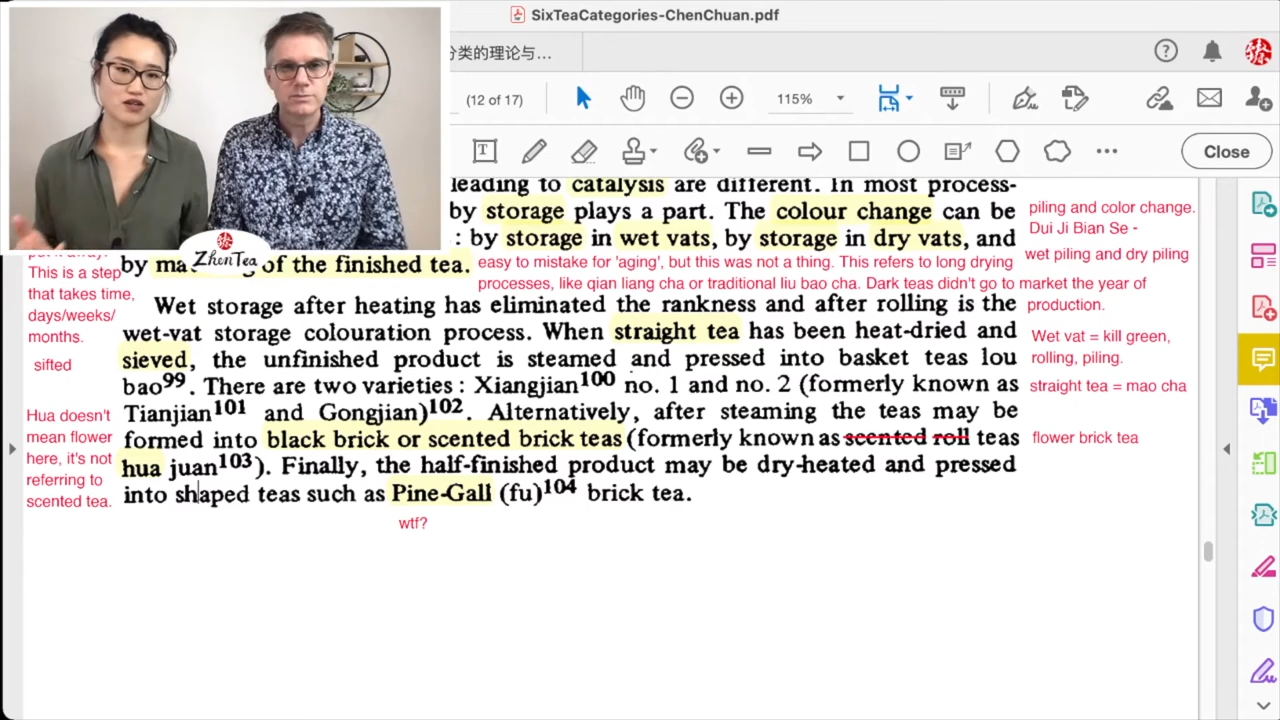 SixTeaCategories-ChenChuan.pdf
分类的理论与...
(12 of 17)
115%
Close
leading to catalysis are different. In most process-
by storage plays a part. The colour change can be
: by storage in wet vats, by storage in dry vats, and
of the finished tea.
piling and color change.
Dui Ji Bian Se -
wet piling and dry piling
ZhenTea
easy to mistake for 'aging', but this was not a thing. This refers to long drying
processes, like qian liang cha or traditional liu bao cha. Dark teas didn't go to market the year of
production.
This is a step
that takes time,
days/weeks/
months.
sifted
Wet storage after heating has eliminated the rankness and after rolling is the
wet-vat storage colouration process. When straight tea has been heat-dried and
sieved, the unfinished product is steamed and pressed into basket teas lou
bao99. There are two varieties : Xiangjian100 no. 1 and no. 2 (formerly known as
Tianjian101 and Gongjian)102. Alternatively, after steaming the teas may be
formed into black brick or scented brick teas (formerly known as scented roll teas
hua juan103). Finally, the half-finished product may be dry-heated and pressed
into shaped teas such as Pine-Gall (fu)104 brick tea.
Wet vat = kill green,
rolling, piling.
straight tea = mao cha
flower brick tea
Hua doesn't
mean flower
here, it's not
referring to
scented tea.
wtf?